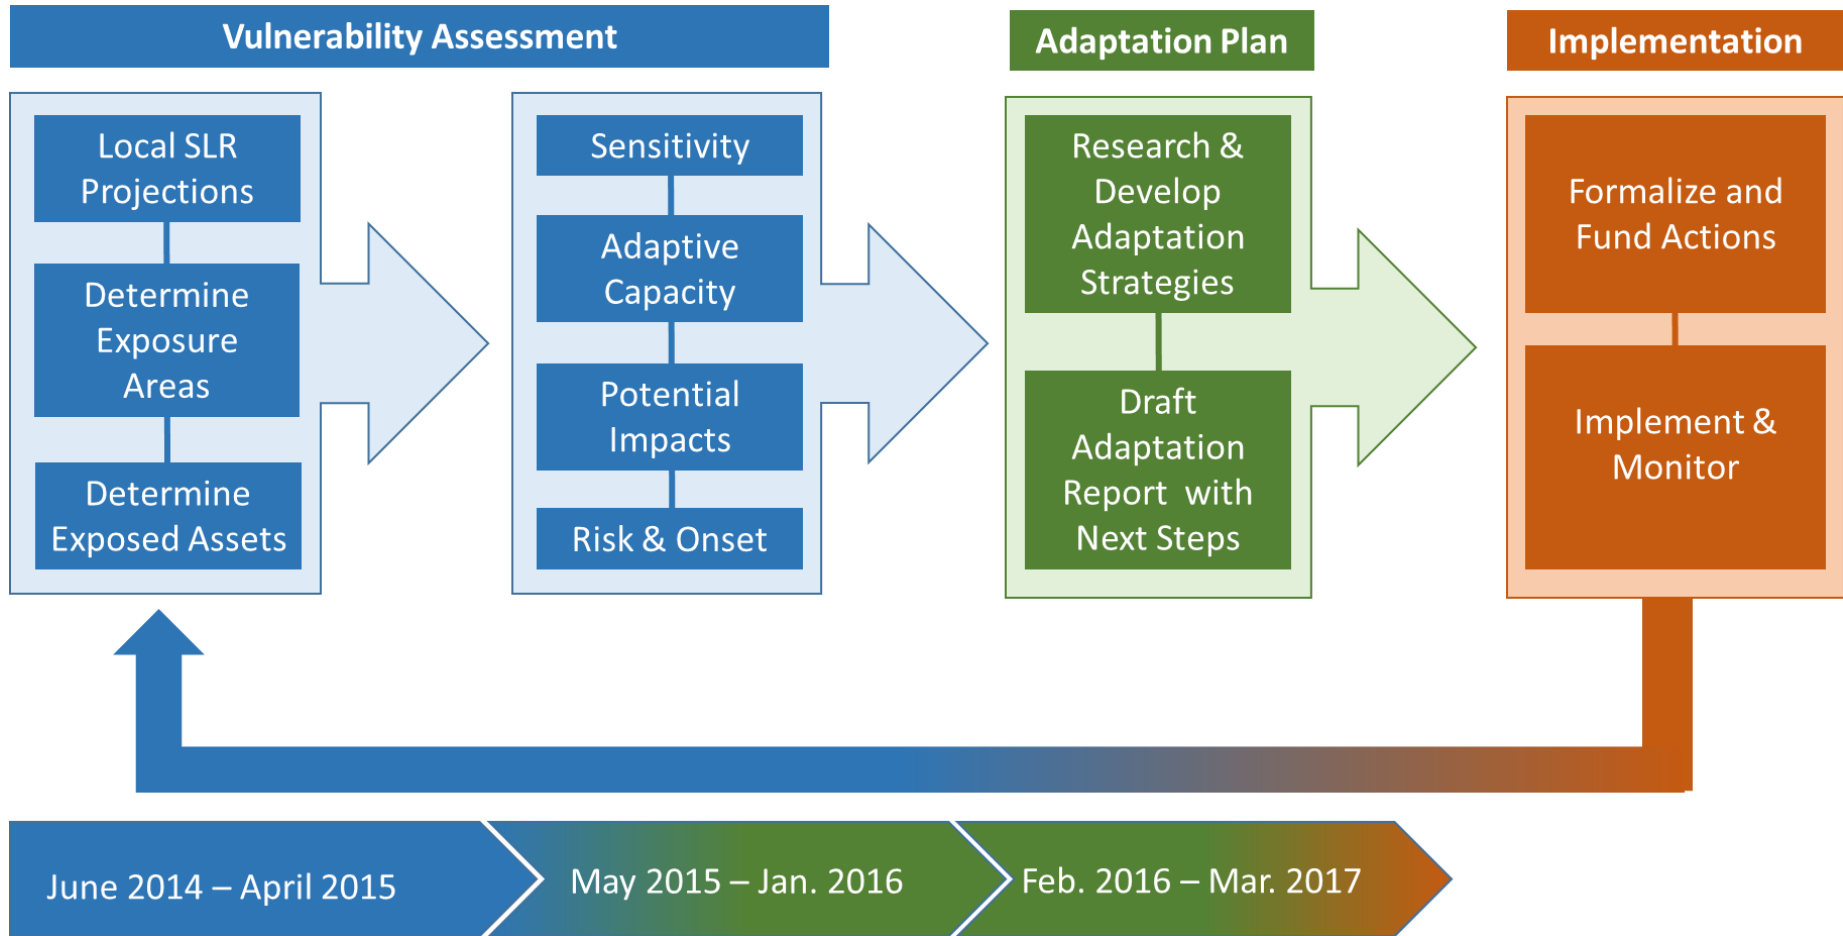 Vulnerability Assessment
Adaptation Plan
Implementation
Local SLR
Projections
Determine
Exposure
Areas
Determine
Exposed Assets
Sensitivity
Adaptive
Capacity
Potential
Impacts
Risk & Onset
Research &
Develop
Adaptation
Strategies
Draft
Adaptation
Report with
Next Steps
Formalize and
Fund Actions
Implement &
Monitor
June 2014 – April 2015
May 2015 – Jan. 2016
Feb. 2016 – Mar. 2017